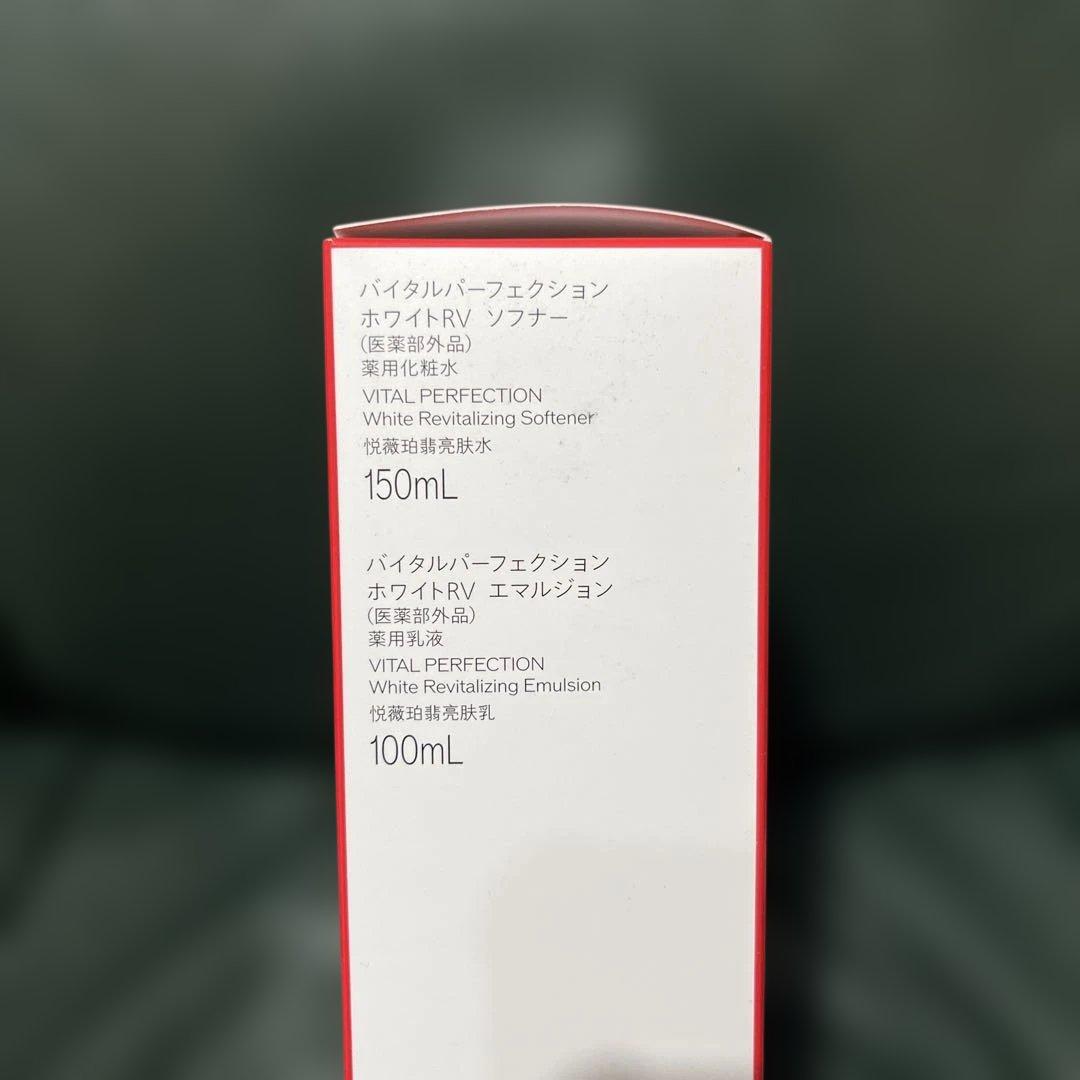 バイタルパーフェクション
ホワイトRV ソフナー
(医薬部外品)
薬用化粧水
VITAL PERFECTION
White Revitalizing Softener
悦薇珀翡亮肤水
150mL
バイタルパーフェクション
ホワイトRV エマルジョン
(医薬部外品)
薬用乳液
VITAL PERFECTION
White Revitalizing Emulsion
悦薇珀翡亮肤乳
100mL